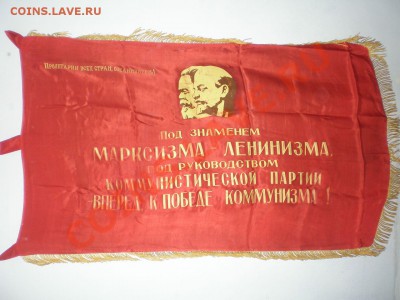 COINS.LAVE.RU
Пролетарии всех стран, соединяйтесь!
Под знаменем
марксизма - ленинизма,
под руководством
коммунистической партии
вперед, к победе коммунизма!